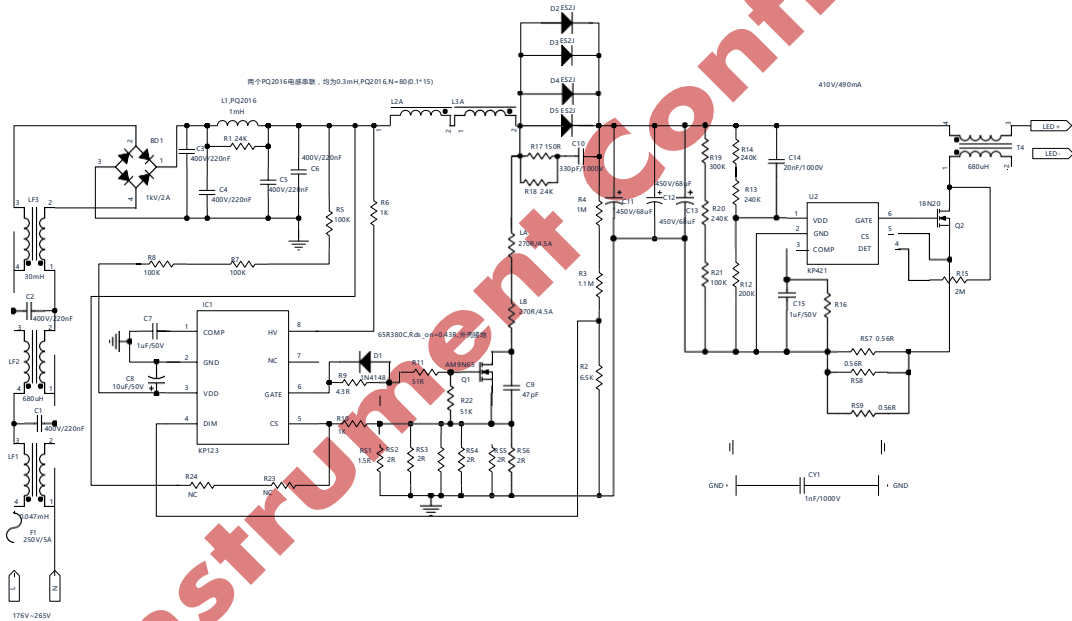 D2 ES2J
D3 ES2J
D4 ES2J
D5 ES2J
两个PQ2016电感串联，均为0.3mH,PQ2016,N=80(0.1*15)
410V/490mA
L1,PQ2016
1mH
L2A
L3A
R1 24K
BD1
1kV/2A
C3
400V/220nF
C4
400V/220nF
C5
400V/220nF
400V/220nF
C6
R5
100K
R6
1K
R17 150R
C10
330pF/1000V
R18 24K
R4
1M
C11
450V/68uF
450V/68uF
C12
450V/68uF
C13
R19
300K
R20
240K
R21
100K
R14
240K
R13
240K
R12
200K
C14
20nF/1000V
U2
VDD
GND
COMP
GATE
CS
DET
KP421
18N20
Q2
R15
2M
T4
680uH
LED+
LED-
C15
1uF/50V
R16
RS7 0.56R
0.56R
RS8
RS9
0.56R
LF3
30mH
C2
400V/220nF
LF2
680uH
C1
400V/220nF
LF1
0.047mH
F1
250V/5A
L
N
176V~265V
R8
100K
R7
100K
IC1
COMP
GND
VDD
DIM
HV
NC
GATE
CS
KP123
C7
1uF/50V
C8
10uF/50V
LA
270R/4.5A
LB
270R/4.5A
65R380C,Rds_on=0.43R,外壳接地
D1
1N4148
R9
4.3R
R11
51R
AM9N65
Q1
R22
51K
C9
47pF
R10
1K
RS1
1.5R
RS2
2R
RS3
2R
RS4
2R
RS5
2R
RS6
2R
R3
1.1M
R2
6.5K
R24
NC
R23
NC
GND
CY1
1nF/1000V
GND
strument Conf